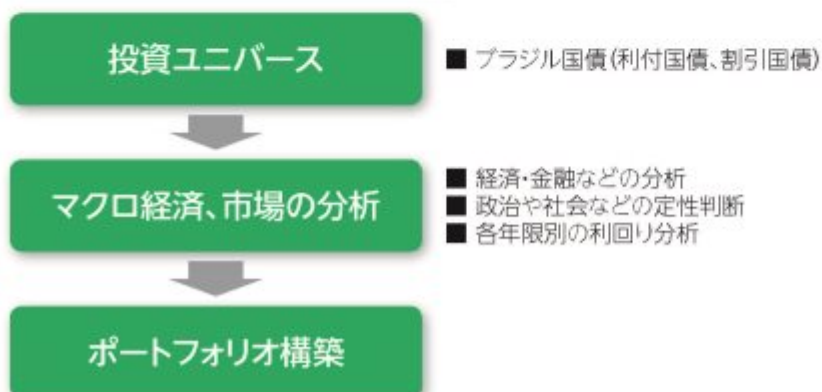 投資ユニバース
■ ブラジル国債(利付国債、割引国債)
マクロ経済、市場の分析
■ 経済・金融などの分析
■ 政治や社会などの定性判断
■ 各年限別の利回り分析
ポートフォリオ構築